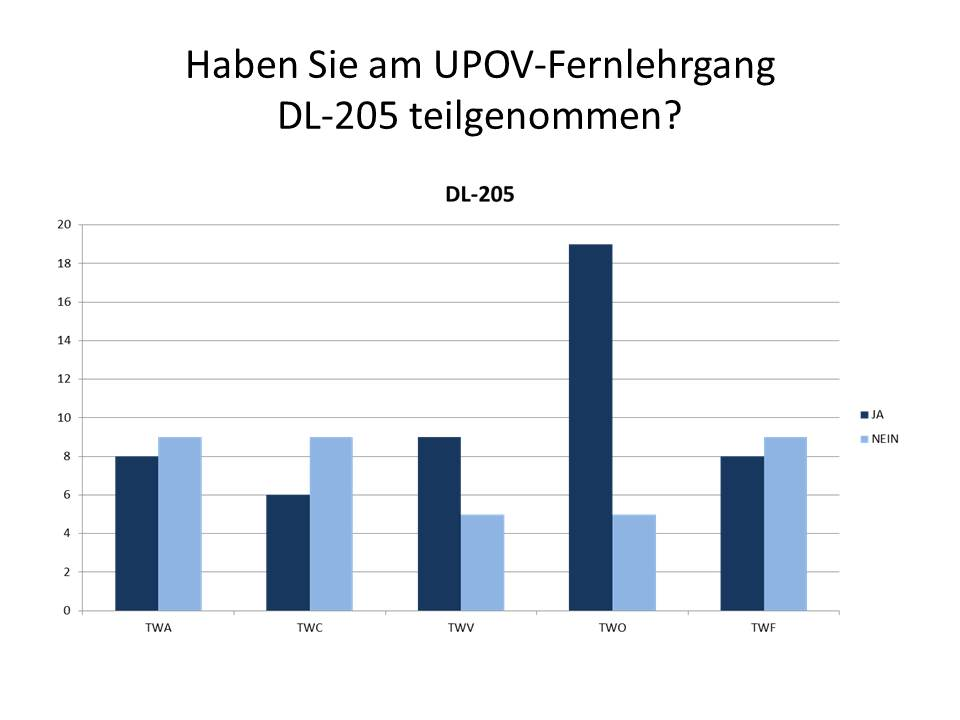 Haben Sie am UPOV-Fernlehrgang
DL-205 teilgenommen?
DL-205
20
18
16
14
12
10
8
6
4
2
0
TWA TWC TWV TWO TWF
JA
NEIN